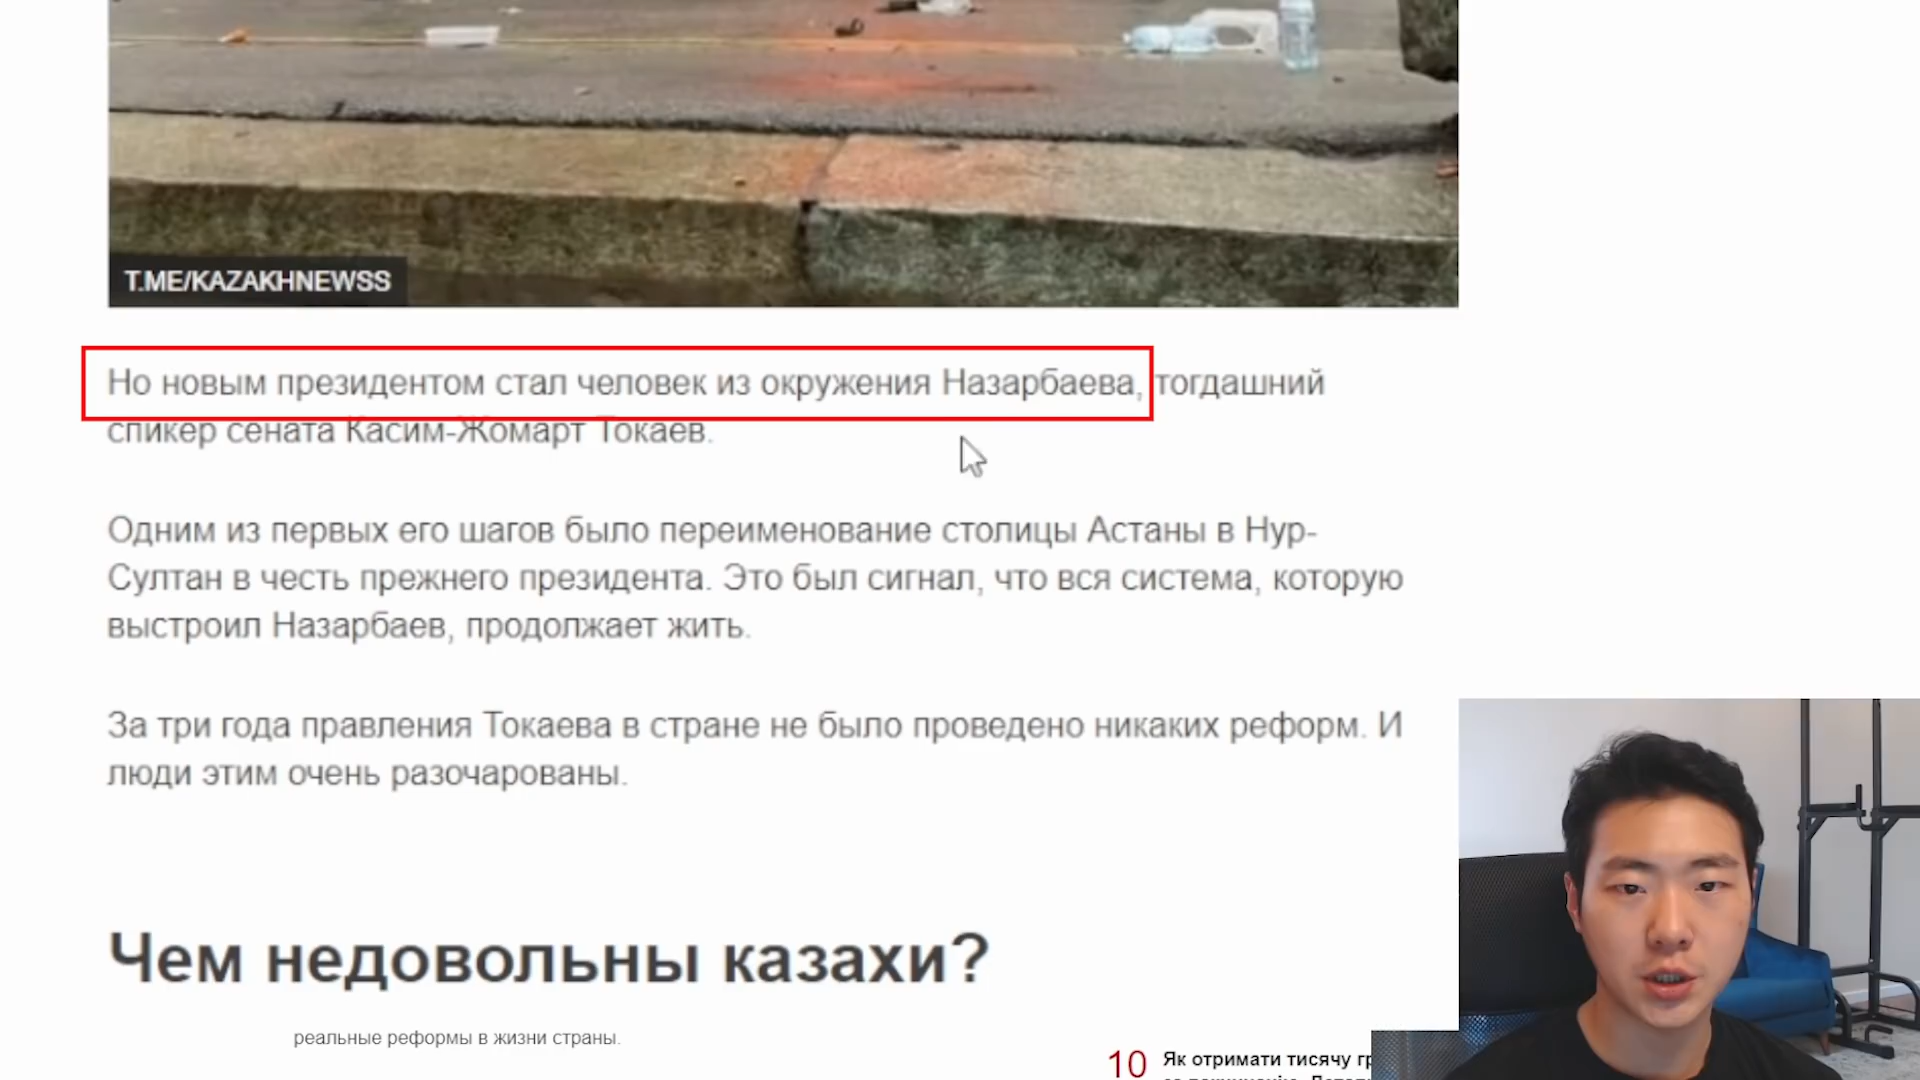 T.ME/KAZAKHNEWSS
Но новым президентом стал человек из окружения Назарбаева, тогдашний
спикер сената Касим-Жомарт Токаев.
Одним из первых его шагов было переименование столицы Астаны в Нур-
Султан в честь прежнего президента. Это был сигнал, что вся система, которую
выстроил Назарбаев, продолжает жить.
За три года правления Токаева в стране не было проведено никаких реформ. И
люди этим очень разочарованы.
Чем недовольны казахи?
реальные реформы в жизни страны.
10 Як отримати тисячу